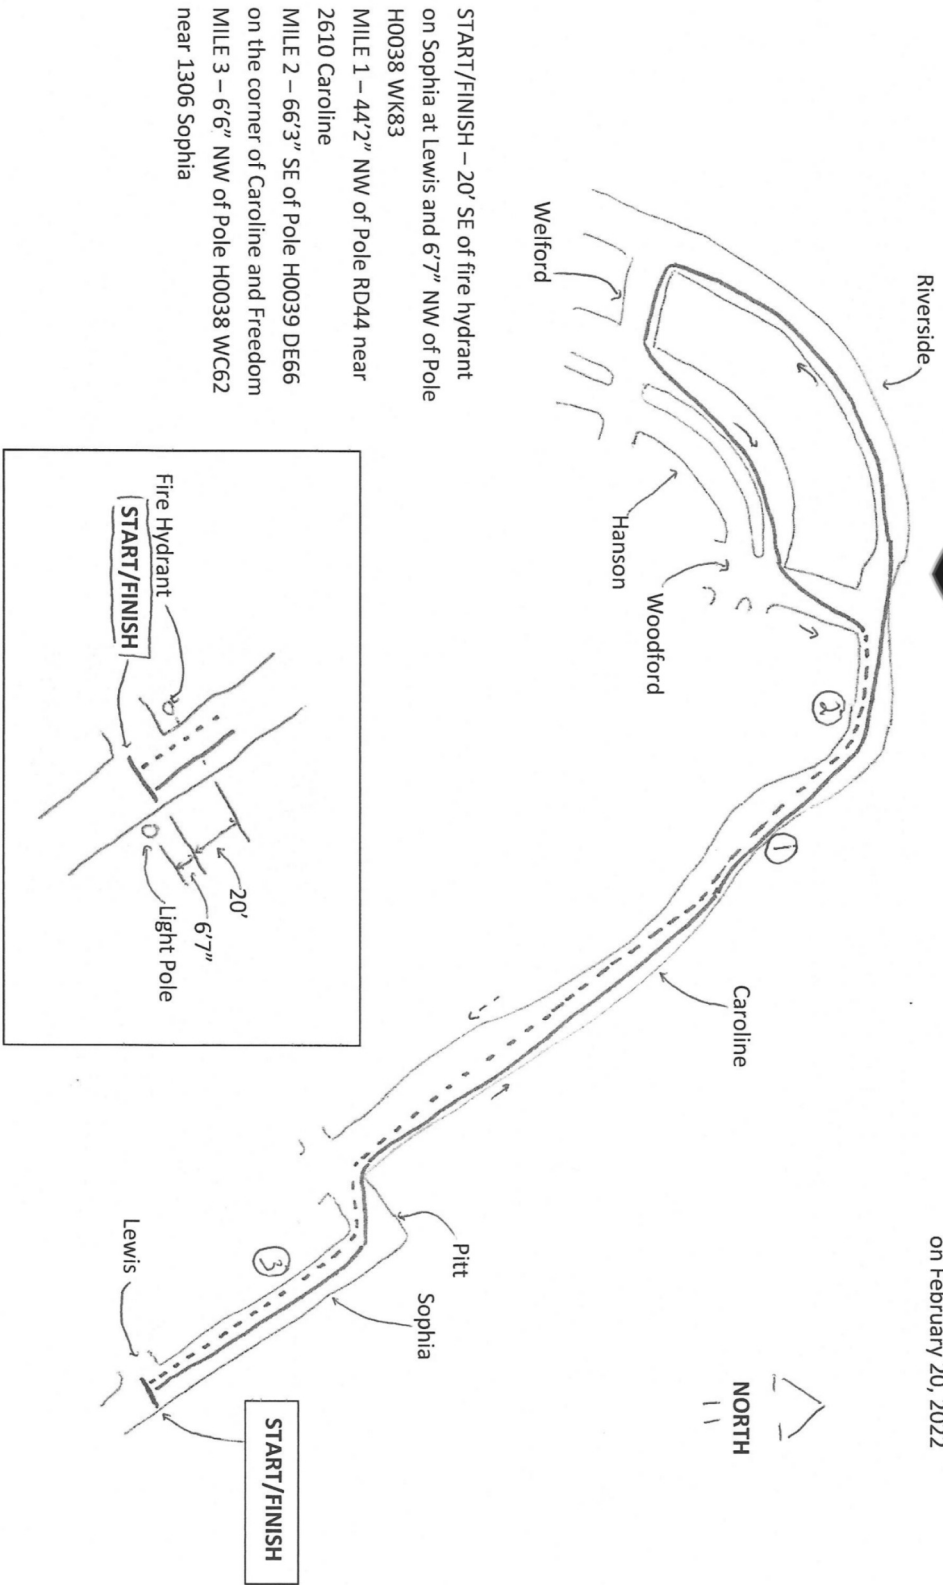 on February 20, 2022
Riverside
Welford
Hanson
Woodford
2
1
Caroline
Pitt
Sophia
3
Lewis
NORTH
START/FINISH
START/FINISH – 20' SE of fire hydrant
on Sophia at Lewis and 6'7" NW of Pole
H0038 WK83
MILE 1 – 44'2" NW of Pole RD44 near
2610 Caroline
MILE 2 – 66'3" SE of Pole H0039 DE66
on the corner of Caroline and Freedom
MILE 3 – 6'6" NW of Pole H0038 WC62
near 1306 Sophia
Fire Hydrant
START/FINISH
20'
6'7"
Light Pole